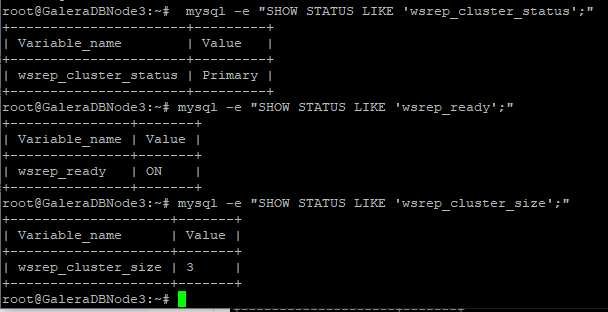 root@GaleraDBNode3:~#  mysql -e "SHOW STATUS LIKE 'wsrep_cluster_status';"
+----------------------+---------+
| Variable_name        | Value   |
+----------------------+---------+
| wsrep_cluster_status | Primary |
+----------------------+---------+
root@GaleraDBNode3:~# mysql -e "SHOW STATUS LIKE 'wsrep_ready';"
+---------------+-------+
| Variable_name | Value |
+---------------+-------+
| wsrep_ready   | ON    |
+---------------+-------+
root@GaleraDBNode3:~# mysql -e "SHOW STATUS LIKE 'wsrep_cluster_size';"
+--------------------+-------+
| Variable_name      | Value |
+--------------------+-------+
| wsrep_cluster_size | 3     |
+--------------------+-------+
root@GaleraDBNode3:~#